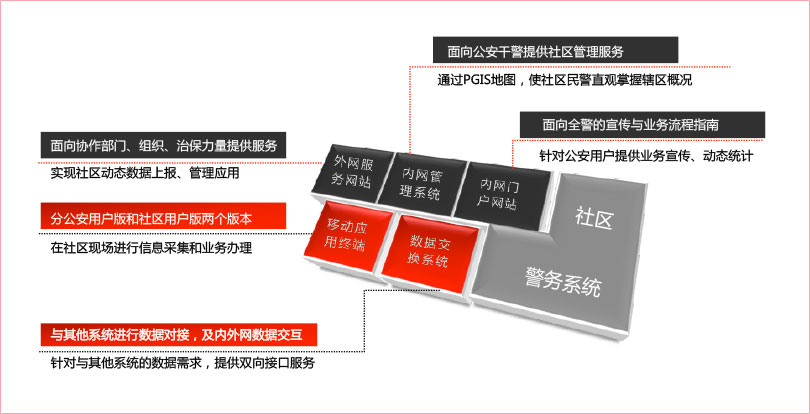 面向公安干警提供社区管理服务
通过PGIS地图，使社区民警直观掌握辖区概况
面向全警的宣传与业务流程指南
针对公安用户提供业务宣传、动态统计
面向协作部门、组织、治保力量提供服务
实现社区动态数据上报、管理应用
分公安用户版和社区用户版两个版本
在社区现场进行信息采集和业务办理
与其他系统进行数据对接，及内外网数据交互
针对与其他系统的数据需求，提供双向接口服务
外网服
务网站
内网管
理系统
内网门
户网站
移动应
用终端
数据交
换系统
社区
警务系统